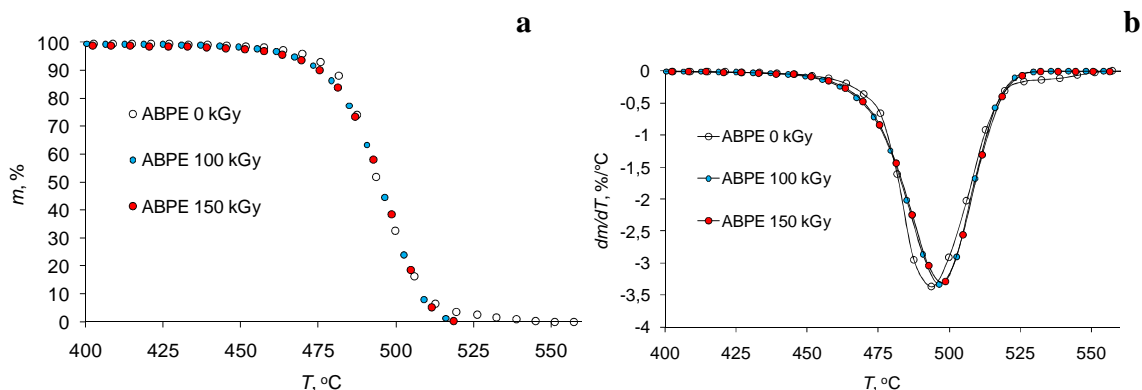 a
100
90
80
70
60
50
40
30
20
10
0
m, %
ABPE 0 kGy
ABPE 100 kGy
ABPE 150 kGy
400 425 450 475 500 525 550
T, °C
b
0
-0,5
-1
-1,5
-2
-2,5
-3
-3,5
-4
dm/dT, %/°C
ABPE 0 kGy
ABPE 100 kGy
ABPE 150 kGy
400 425 450 475 500 525 550
T, °C